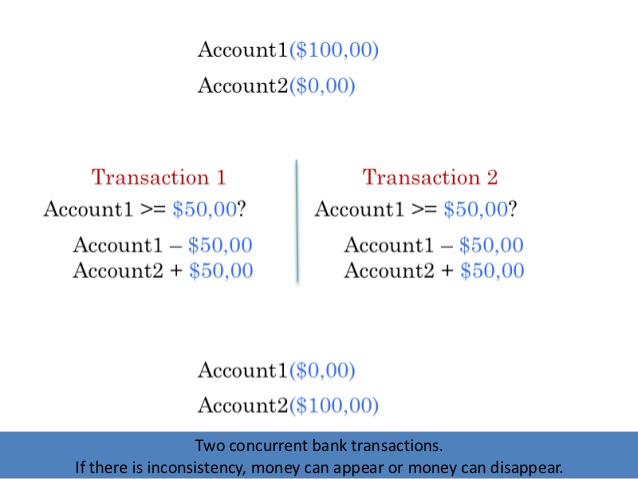 Account1($100,00)
Account2($0,00)
Transaction 1
Account1 >= $50,00?
Account1 – $50,00
Account2 + $50,00
Transaction 2
Account1 >= $50,00?
Account1 – $50,00
Account2 + $50,00
Account1($0,00)
Account2($100,00)
Two concurrent bank transactions.
If there is inconsistency, money can appear or money can disappear.